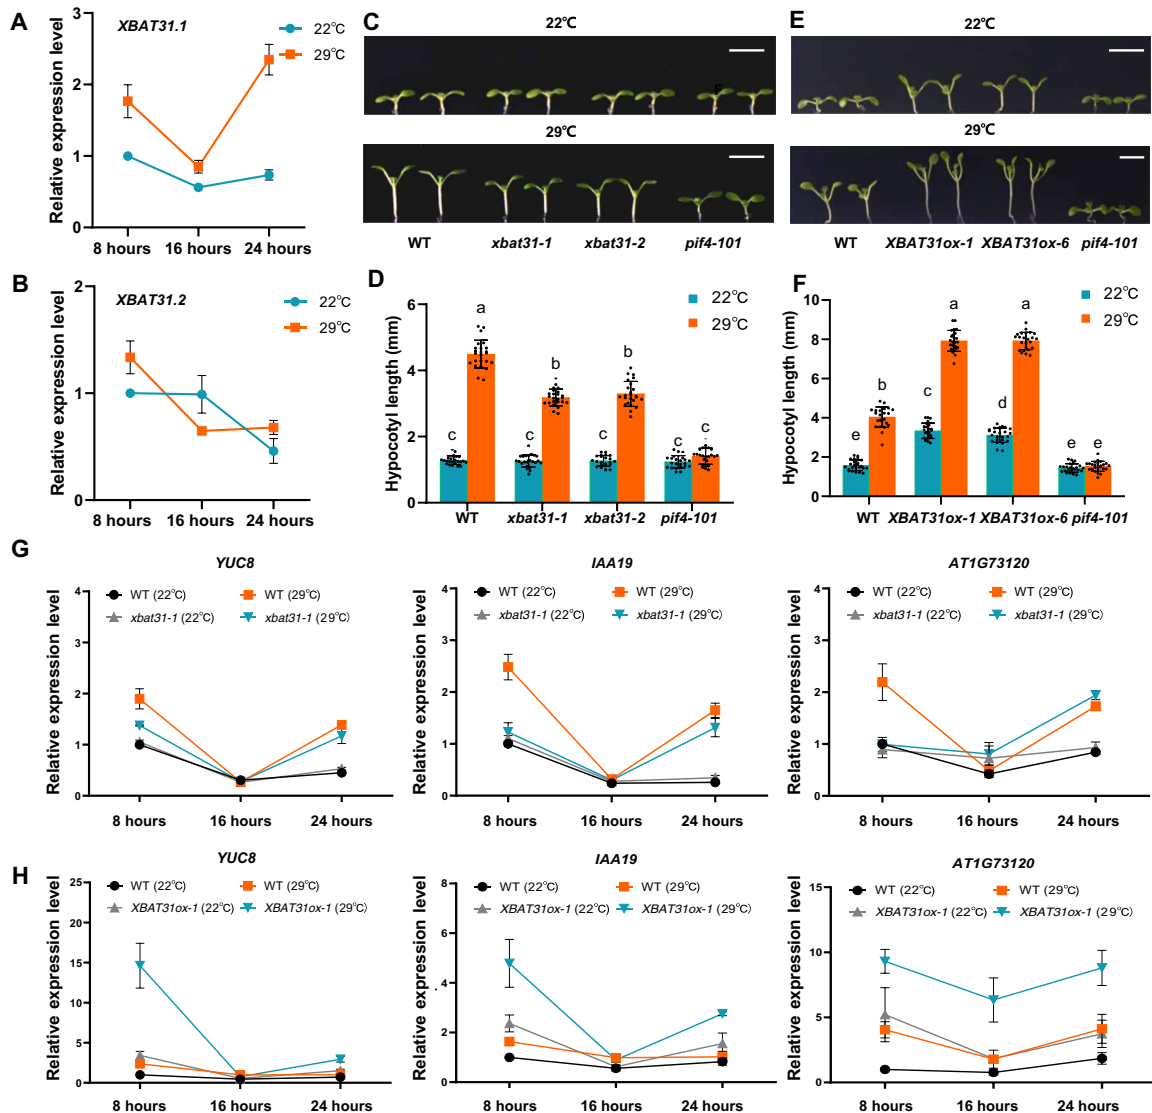 A
XBAT31.1
22℃
29℃
Relative expression level
3
2
1
0
8 hours 16 hours 24 hours
B
XBAT31.2
22℃
29℃
Relative expression level
2
1
0
8 hours 16 hours 24 hours
C
22℃
29℃
WT xbat31-1 xbat31-2 pif4-101
D
22℃
29℃
Hypocotyl length (mm)
6
4
2
0
c a c b c b c c
WT xbat31-1 xbat31-2 pif4-101
E
22℃
29℃
WT XBAT31ox-1 XBAT31ox-6 pif4-101
F
22℃
29℃
Hypocotyl length (mm)
10
8
6
4
2
0
e b c a d a e e
WT XBAT31ox-1 XBAT31ox-6 pif4-101
G
YUC8
WT (22℃) WT (29℃)
xbat31-1 (22℃) xbat31-1 (29℃)
Relative expression level
4
3
2
1
0
8 hours 16 hours 24 hours
IAA19
WT (22℃) WT (29℃)
xbat31-1 (22℃) xbat31-1 (29℃)
Relative expression level
4
3
2
1
0
8 hours 16 hours 24 hours
AT1G73120
WT (22℃) WT (29℃)
xbat31-1 (22℃) xbat31-1 (29℃)
Relative expression level
4
3
2
1
0
8 hours 16 hours 24 hours
H
YUC8
WT (22℃) WT (29℃)
XBAT31ox-1 (22℃) XBAT31ox-1 (29℃)
Relative expression level
25
20
15
10
5
0
8 hours 16 hours 24 hours
IAA19
WT (22℃) WT (29℃)
XBAT31ox-1 (22℃) XBAT31ox-1 (29℃)
Relative expression level
8
6
4
2
0
8 hours 16 hours 24 hours
AT1G73120
WT (22℃) WT (29℃)
XBAT31ox-1 (22℃) XBAT31ox-1 (29℃)
Relative expression level
15
10
5
0
8 hours 16 hours 24 hours